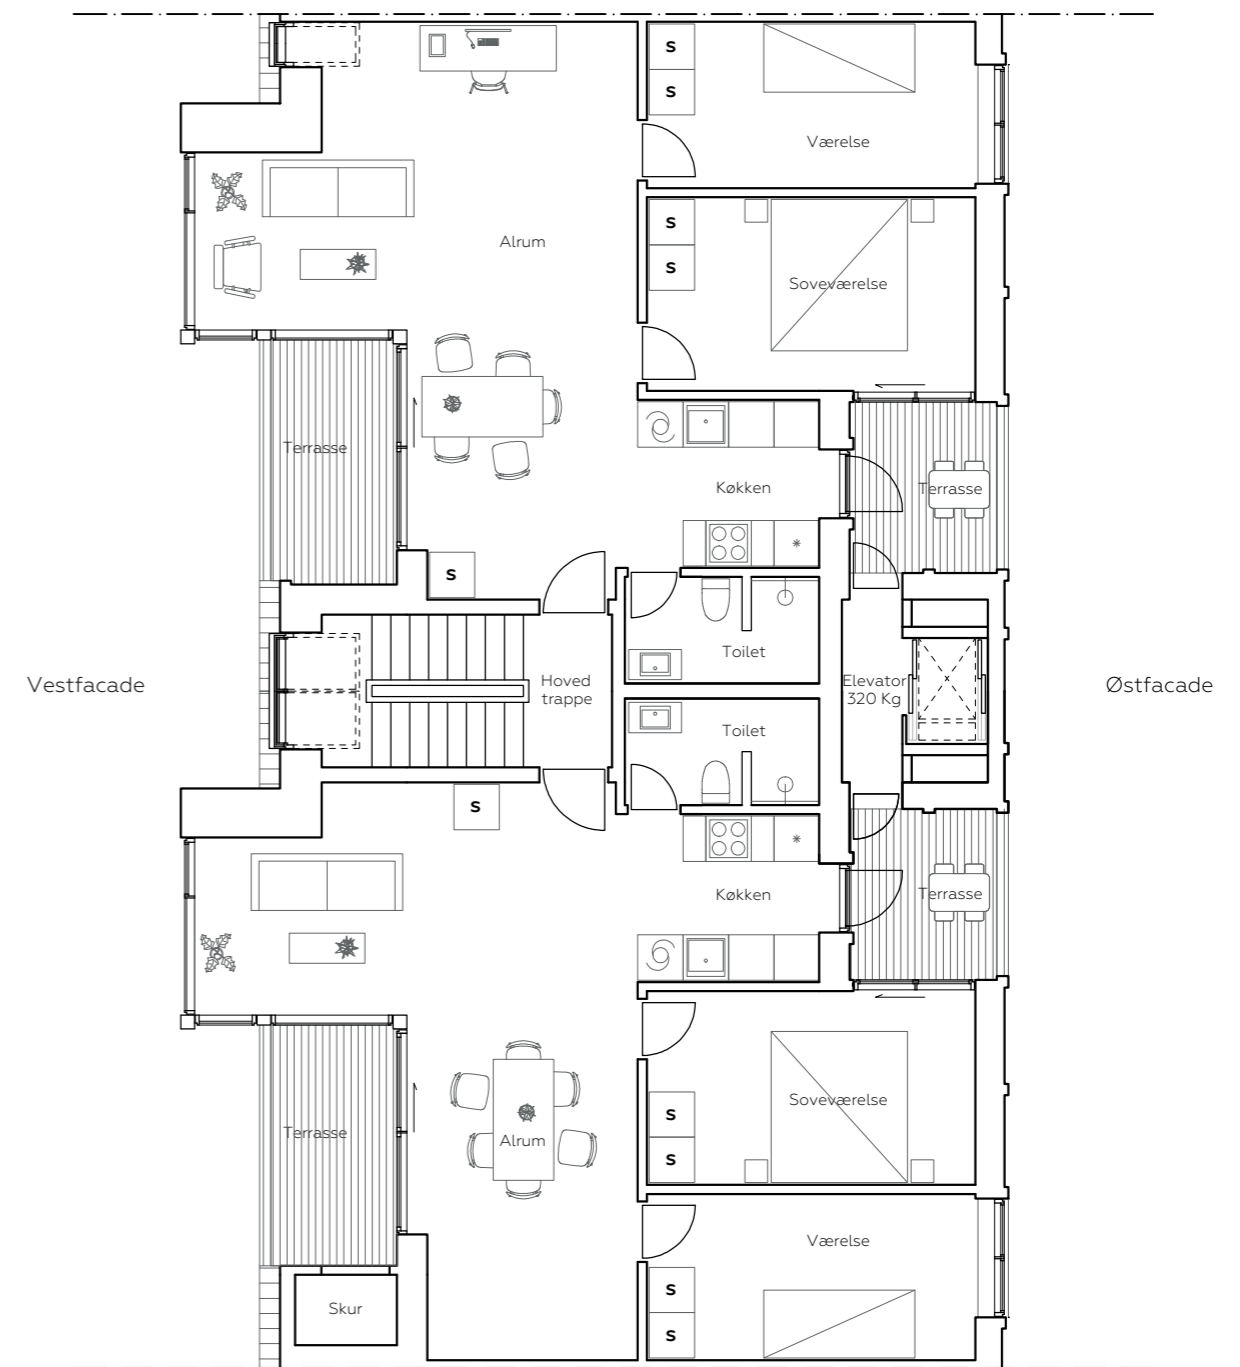 S
S
Værelse
S
Alrum
S
Soveværelse
Terrasse
Køkken
Terrasse
S
Toilet
Vestfacade
Hoved
trappe
Elevator
320 Kg
Østfacade
Toilet
S
Køkken
Terrasse
Soveværelse
S
Terrasse
Alrum
S
Værelse
S
Skur
S